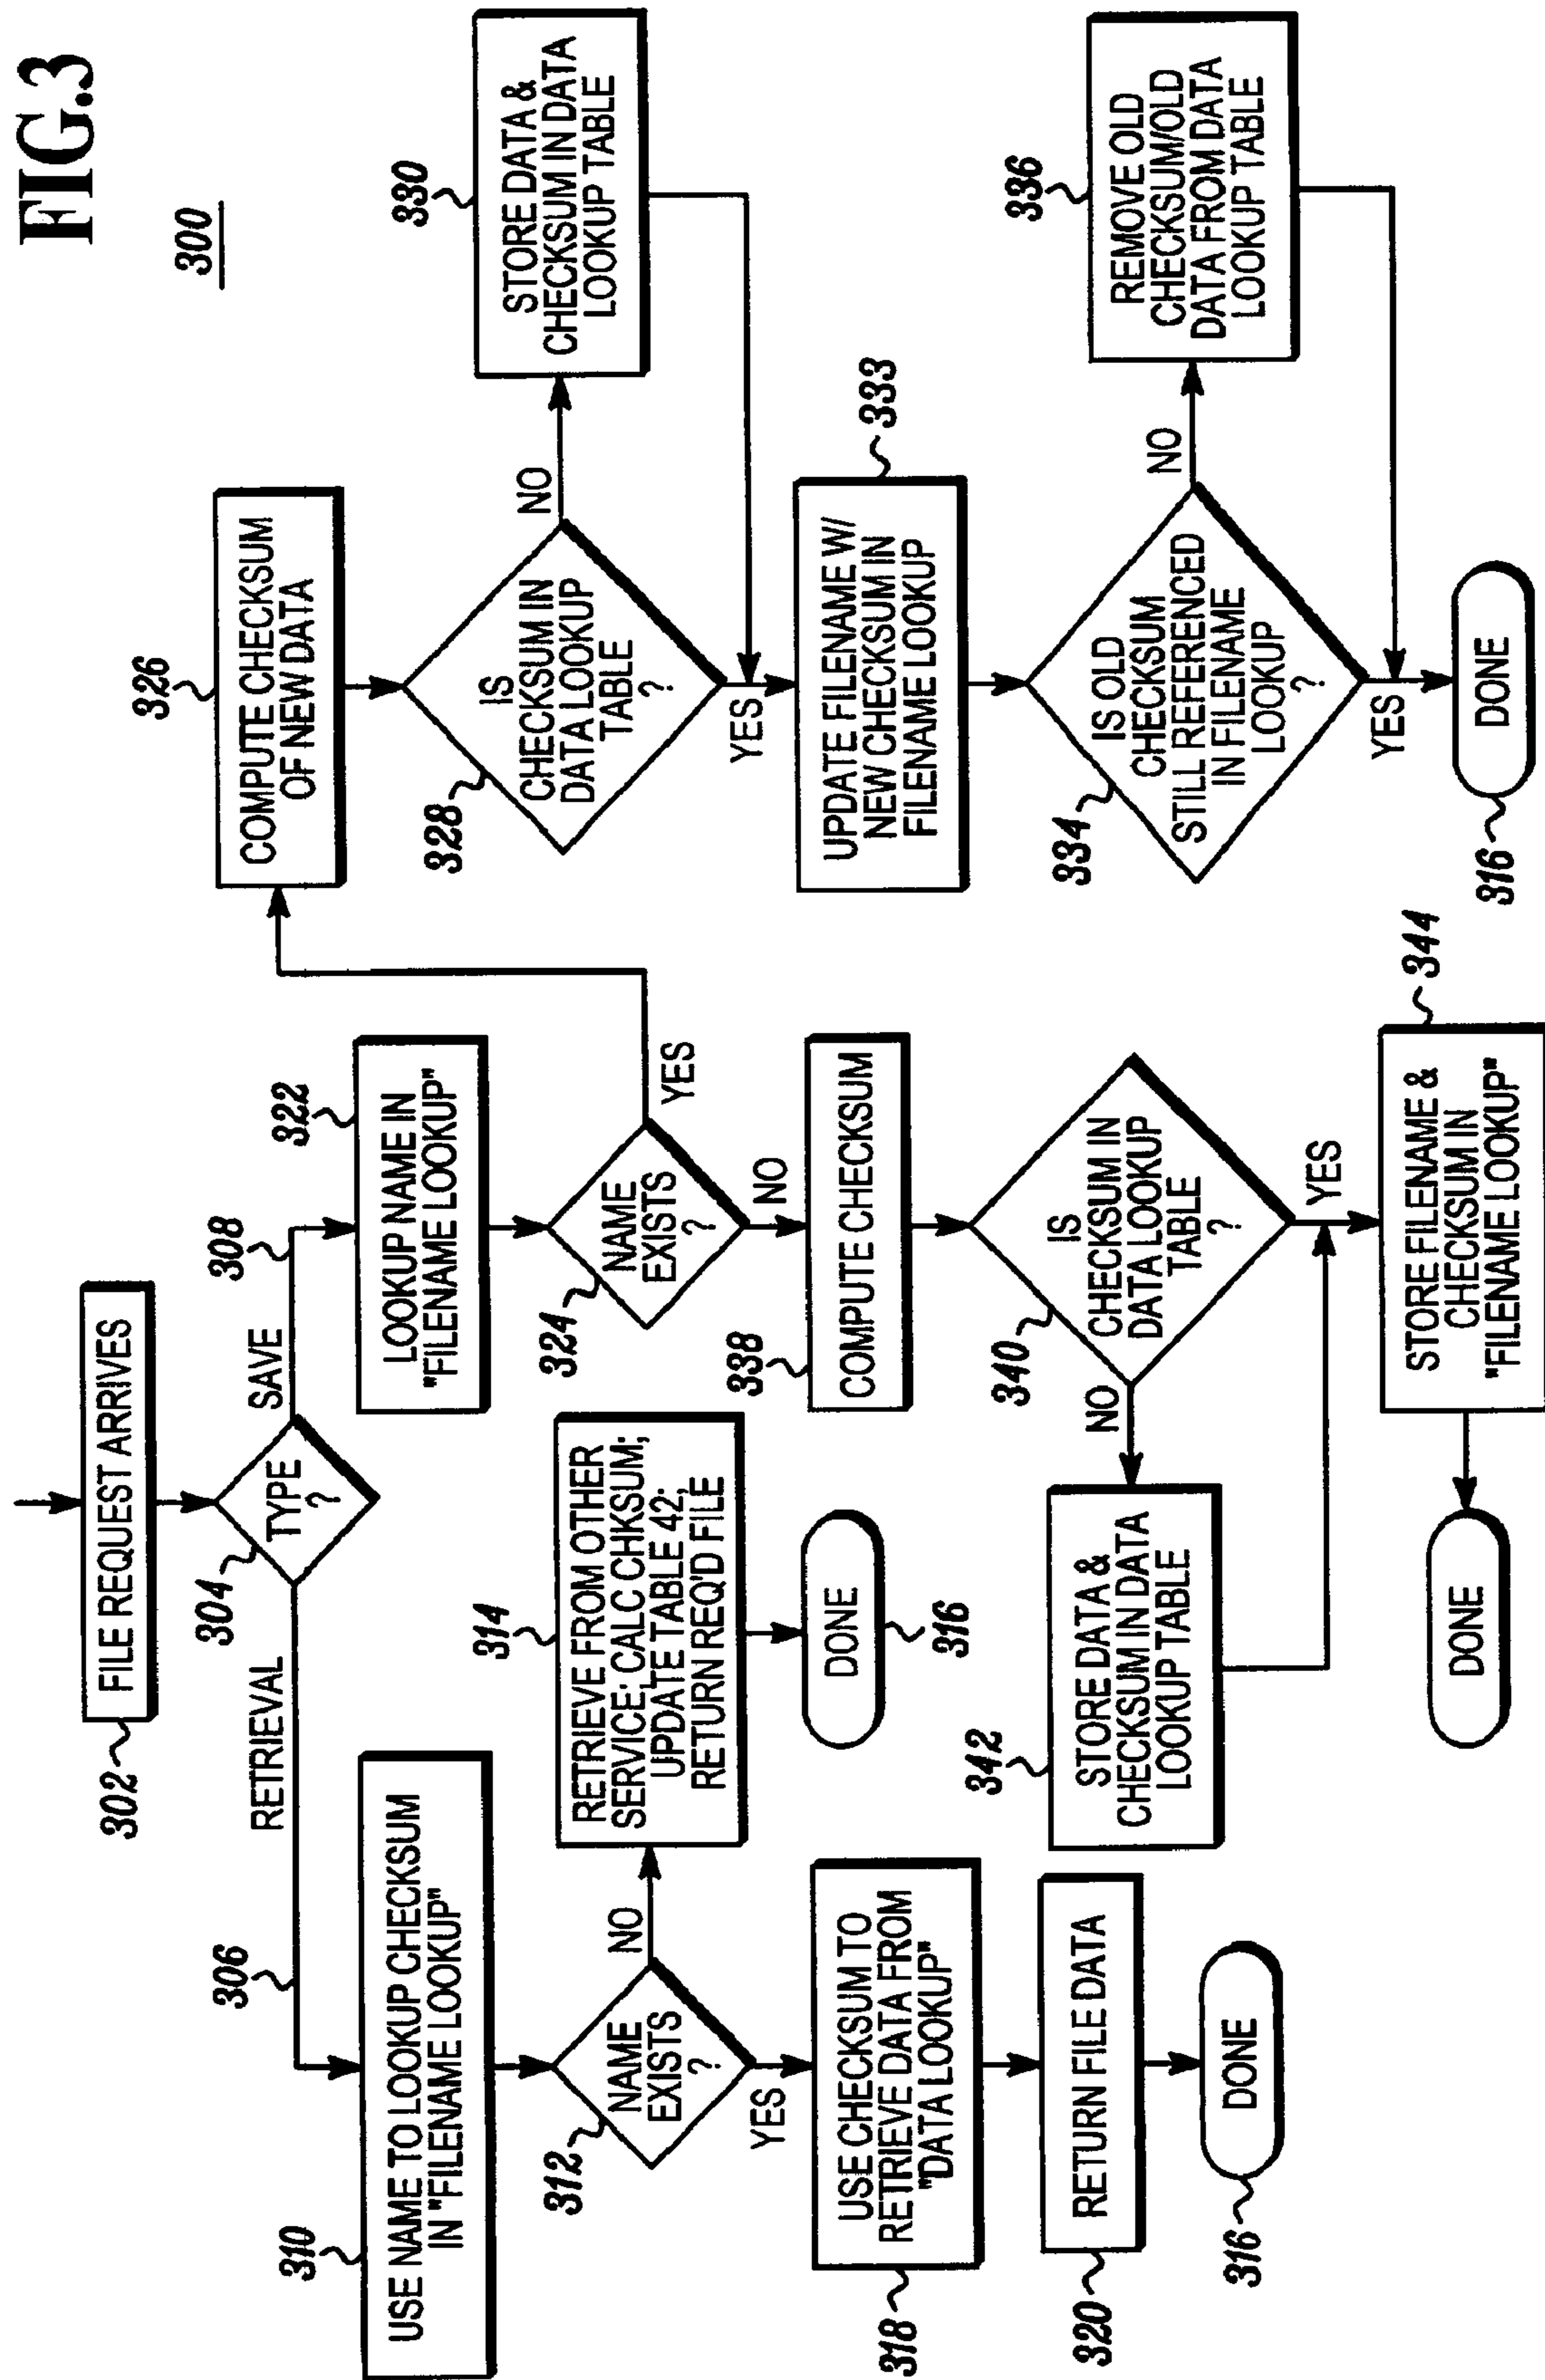 FIG.3
300
302
FILE REQUEST ARRIVES
304
TYPE
?
RETRIEVAL
306
SAVE
308
310
USE NAME TO LOOKUP CHECKSUM
IN "FILENAME LOOKUP"
312
NAME
EXISTS
?
NO
YES
314
RETRIEVE FROM OTHER
SERVICE; CALC CHKSUM;
UPDATE TABLE 42;
RETURN REQ'D FILE
DONE
316
318
USE CHECKSUM TO
RETRIEVE DATA FROM
"DATA LOOKUP"
320
RETURN FILE DATA
316
DONE
322
LOOKUP NAME IN
"FILENAME LOOKUP"
324
NAME
EXISTS
?
YES
NO
338
COMPUTE CHECKSUM
340
IS
CHECKSUM IN
DATA LOOKUP
TABLE
?
NO
YES
342
STORE DATA &
CHECKSUM IN DATA
LOOKUP TABLE
344
STORE FILENAME &
CHECKSUM IN
"FILENAME LOOKUP"
DONE
326
COMPUTE CHECKSUM
OF NEW DATA
328
IS
CHECKSUM IN
DATA LOOKUP
TABLE
?
NO
YES
330
STORE DATA &
CHECKSUM IN DATA
LOOKUP TABLE
333
UPDATE FILENAME W/
NEW CHECKSUM IN
FILENAME LOOKUP
334
IS OLD
CHECKSUM
STILL REFERENCED
IN FILENAME
LOOKUP
?
NO
YES
336
REMOVE OLD
CHECKSUM/OLD
DATA FROM DATA
LOOKUP TABLE
316
DONE